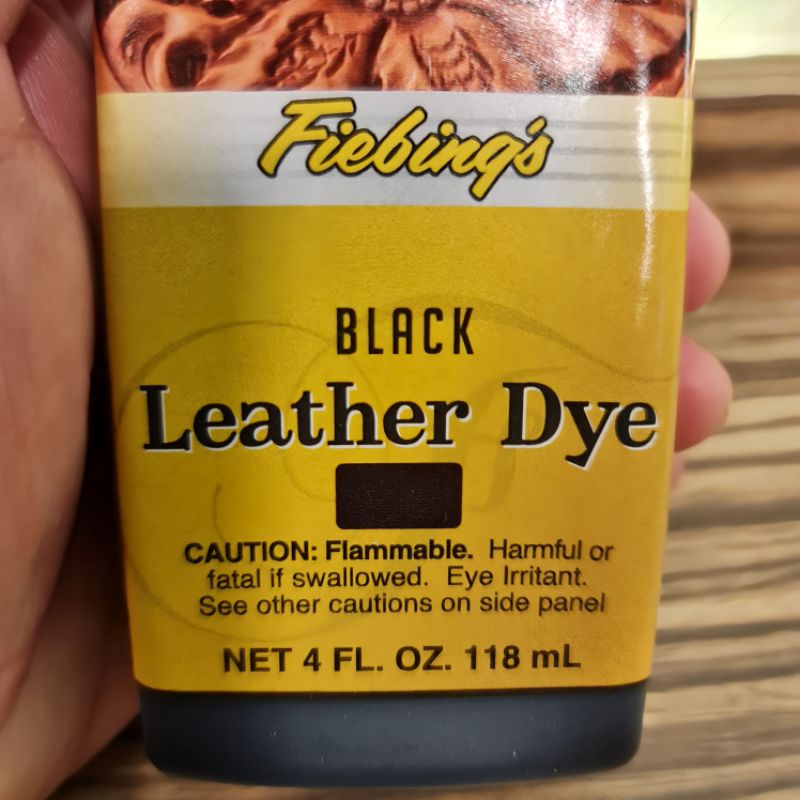 Fiebing's
BLACK
Leather Dye
CAUTION: Flammable. Harmful or
fatal if swallowed. Eye Irritant.
See other cautions on side panel
NET 4 FL. OZ. 118 mL